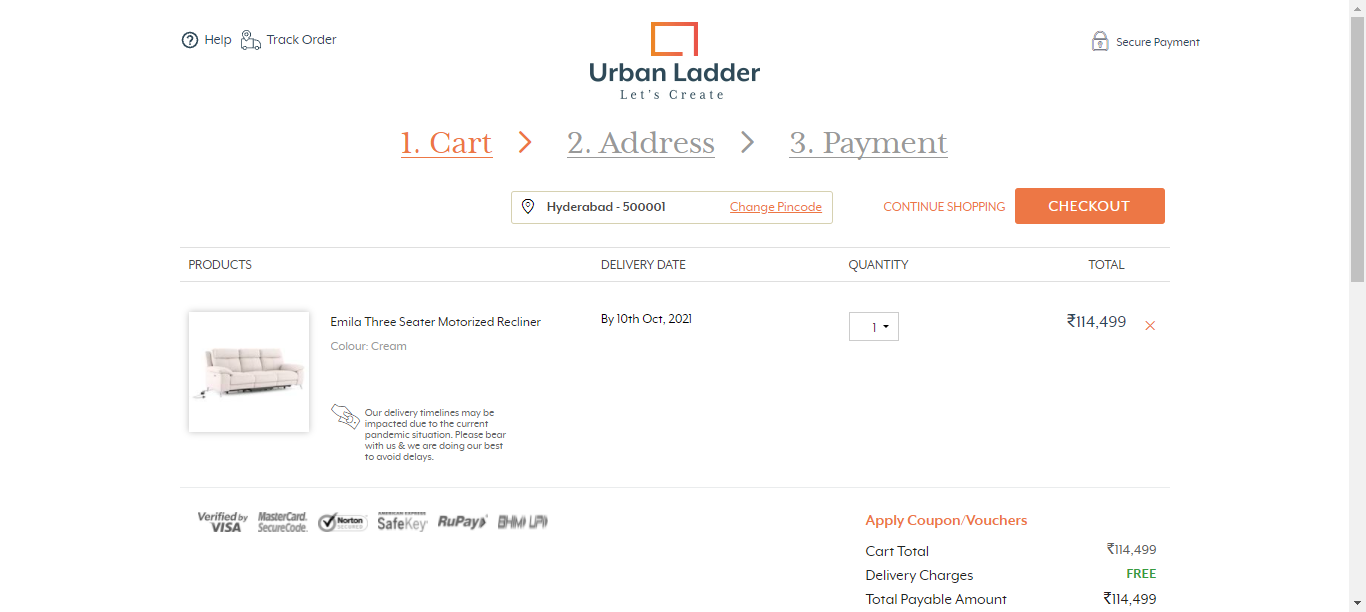 Help Track Order
Urban Ladder
Let's Create
Secure Payment
1. Cart 2. Address 3. Payment
Hyderabad - 500001 Change Pincode CONTINUE SHOPPING CHECKOUT
PRODUCTS DELIVERY DATE QUANTITY TOTAL
Emila Three Seater Motorized Recliner By 10th Oct, 2021 1 ₹114,499
Colour: Cream
Our delivery timelines may be
impacted due to the current
pandemic situation. Please bear
with us & we are doing our best
to avoid delays.
Verified by VISA MasterCard. SecureCode. Norton SECURED AMERICAN EXPRESS SafeKey RuPay BHIM UPI
Apply Coupon/Vouchers
Cart Total ₹114,499
Delivery Charges FREE
Total Payable Amount ₹114,499